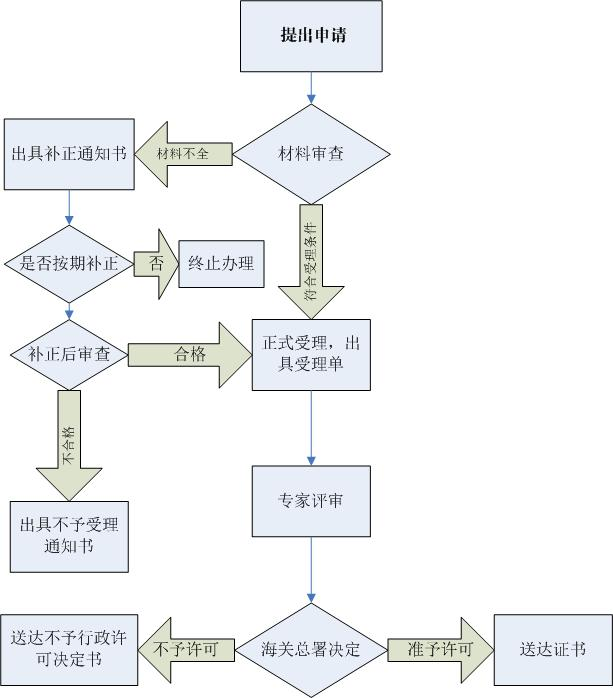 提出申请
材料审查
材料不全
出具补正通知书
符合受理条件
是否按期补正
否
终止办理
补正后审查
合格
正式受理，出
具受理单
不合格
出具不予受理
通知书
专家评审
海关总署决定
不予许可
送达不予行政许
可决定书
准予许可
送达证书